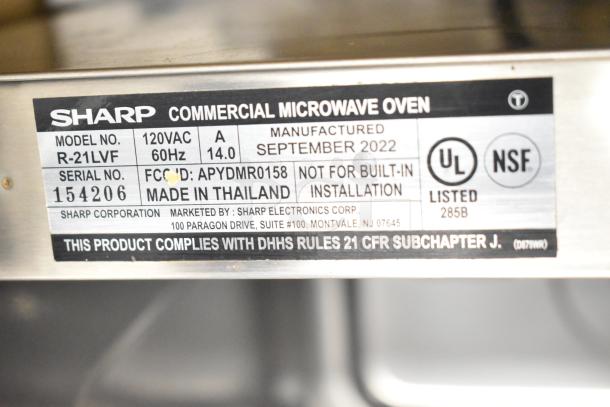 SHARP COMMERCIAL MICROWAVE OVEN T
MODEL NO. R-21LVF
120VAC 60Hz
A 14.0
MANUFACTURED SEPTEMBER 2022
SERIAL NO. 154206
FCC ID: APYDMR0158
MADE IN THAILAND
NOT FOR BUILT-IN INSTALLATION
UL LISTED 285B
NSF
SHARP CORPORATION MARKETED BY : SHARP ELECTRONICS CORP.
100 PARAGON DRIVE, SUITE #100, MONTVALE, NJ 07645
THIS PRODUCT COMPLIES WITH DHHS RULES 21 CFR SUBCHAPTER J.